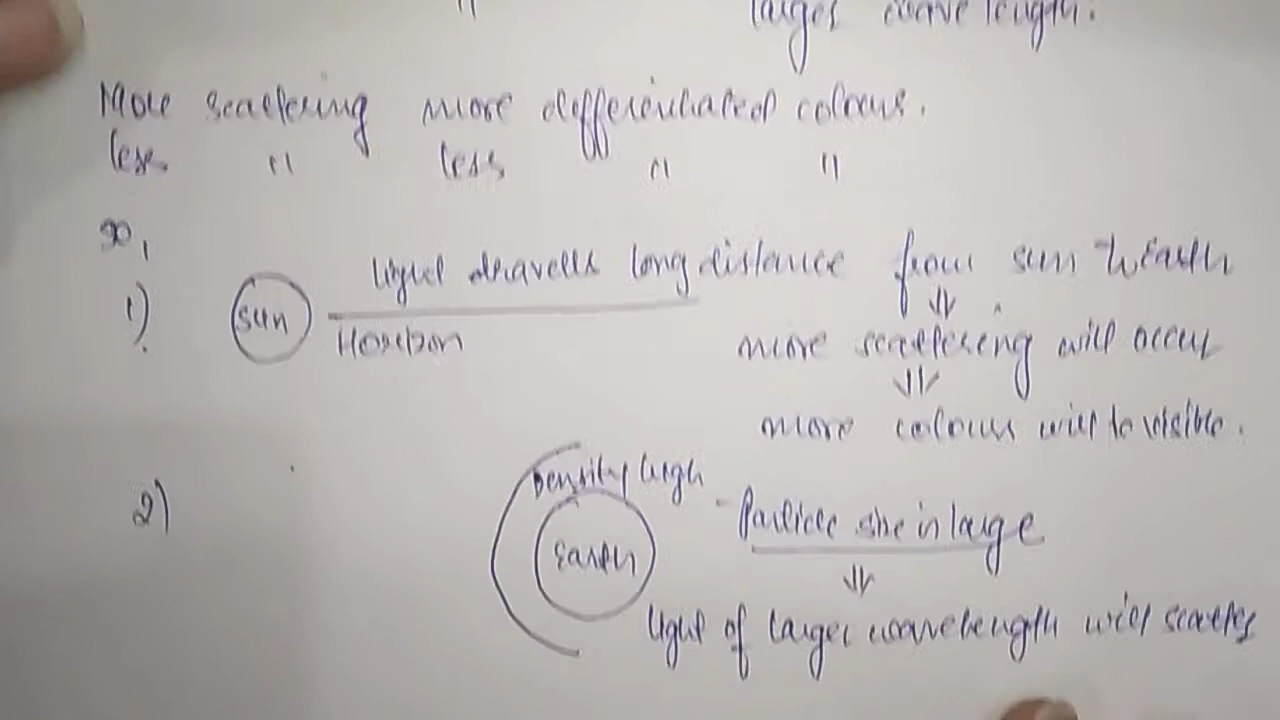 "
larger wavelength.
More scattering more differentiated colours.
less " less " "
so,
1) sun light travells long distance from sun to Earth
Horizon
⇓
more scattering will occur
⇓
more colours will be visible.
2) Density high
Earth
- Particle size is large
⇓
light of larger wavelength will scatter